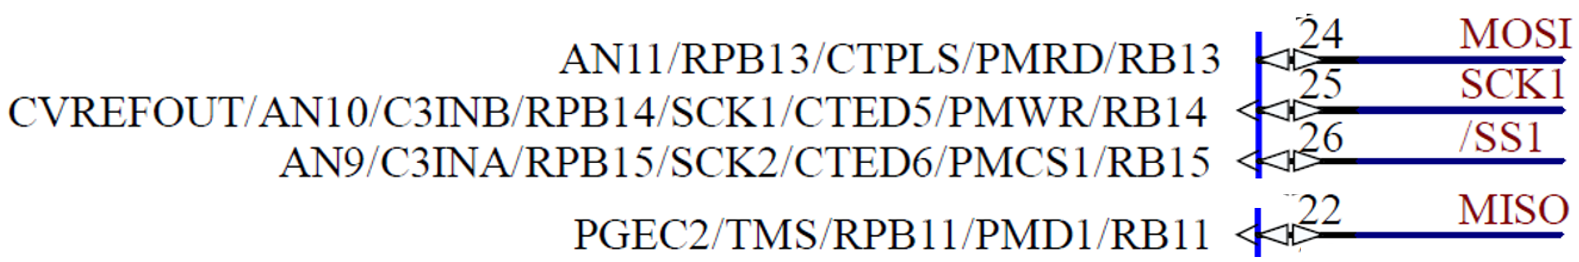 AN11/RPB13/CTPLS/PMRD/RB13 24 MOSI
CVREFOUT/AN10/C3INB/RPB14/SCK1/CTED5/PMWR/RB14 25 SCK1
AN9/C3INA/RPB15/SCK2/CTED6/PMCS1/RB15 26 /SS1
PGEC2/TMS/RPB11/PMD1/RB11 22 MISO